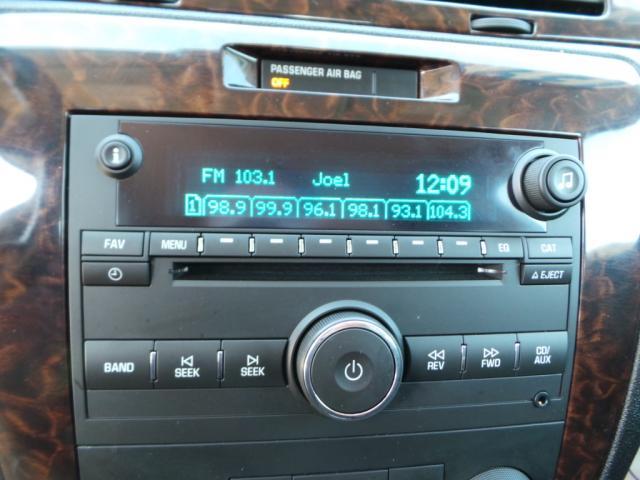 PASSENGER AIR BAG
OFF
FM 103.1 Joel 12:09
1 98.9 99.9 96.1 98.1 93.1 104.3
FAV MENU EQ CAT
EJECT
BAND SEEK SEEK REV FWD CD/
AUX